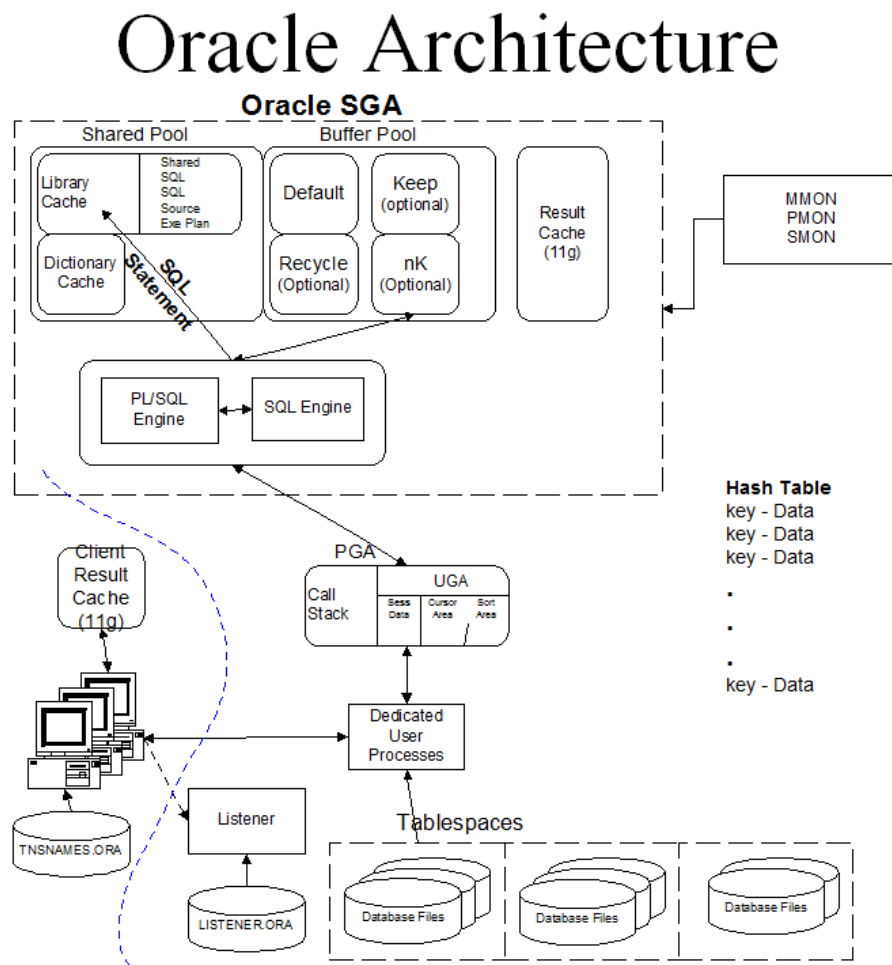 Oracle Architecture
Oracle SGA
Shared Pool
Buffer Pool
Library
Cache
Shared
SQL
SQL
Source
Exe Plan
Dictionary
Cache
SQL
Statement
Default
Keep
(optional)
Recycle
(Optional)
nK
(Optional)
Result
Cache
(11g)
MMON
PMON
SMON
PL/SQL
Engine
SQL Engine
Hash Table
key - Data
key - Data
key - Data
.
.
.
key - Data
Client
Result
Cache
(11g)
PGA
Call
Stack
UGA
Sess
Data
Cursor
Area
Sort
Area
Dedicated
User
Processes
TNSNAMES.ORA
Listener
LISTENER.ORA
Tablespaces
Database Files
Database Files
Database Files